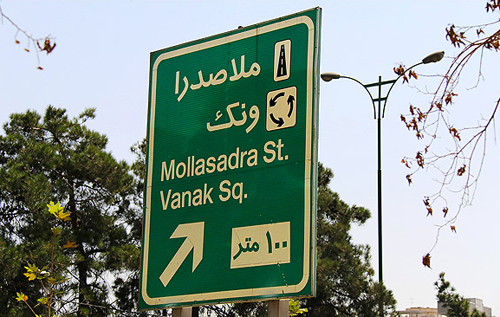 ملاصدرا
ونک
Mollasadra St.
Vanak Sq.
۱۰۰ متر